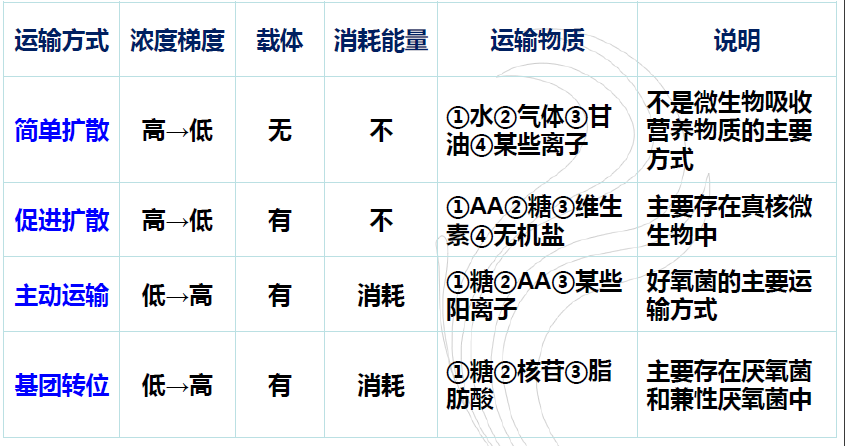 运输方式 浓度梯度 载体 消耗能量 运输物质 说明
简单扩散 高→低 无 不 ①水②气体③甘
油④某些离子 不是微生物吸收
营养物质的主要
方式
促进扩散 高→低 有 不 ①AA②糖③维生
素④无机盐 主要存在真核微
生物中
主动运输 低→高 有 消耗 ①糖②AA③某些
阳离子 好氧菌的主要运
输方式
基团转位 低→高 有 消耗 ①糖②核苷③脂
肪酸 主要存在厌氧菌
和兼性厌氧菌中